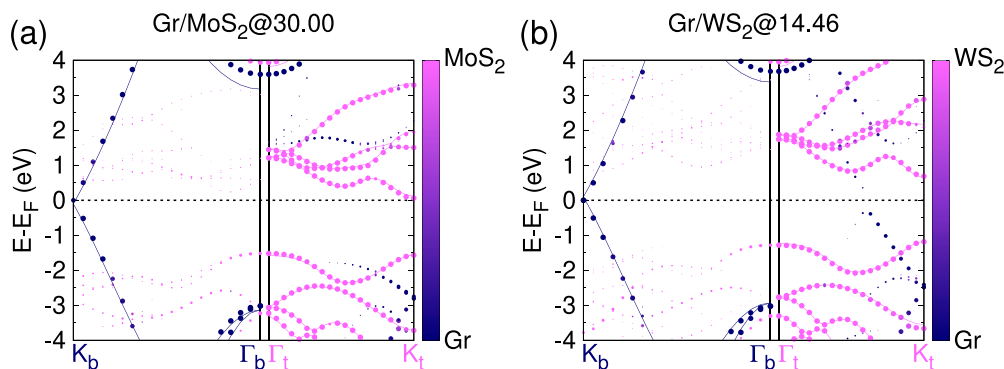 (a) Gr/MoS2@30.00
MoS2
E-EF (eV)
4
3
2
1
0
-1
-2
-3
-4
Kb Γb Γt Kt
Gr
(b) Gr/WS2@14.46
WS2
E-EF (eV)
4
3
2
1
0
-1
-2
-3
-4
Kb Γb Γt Kt
Gr